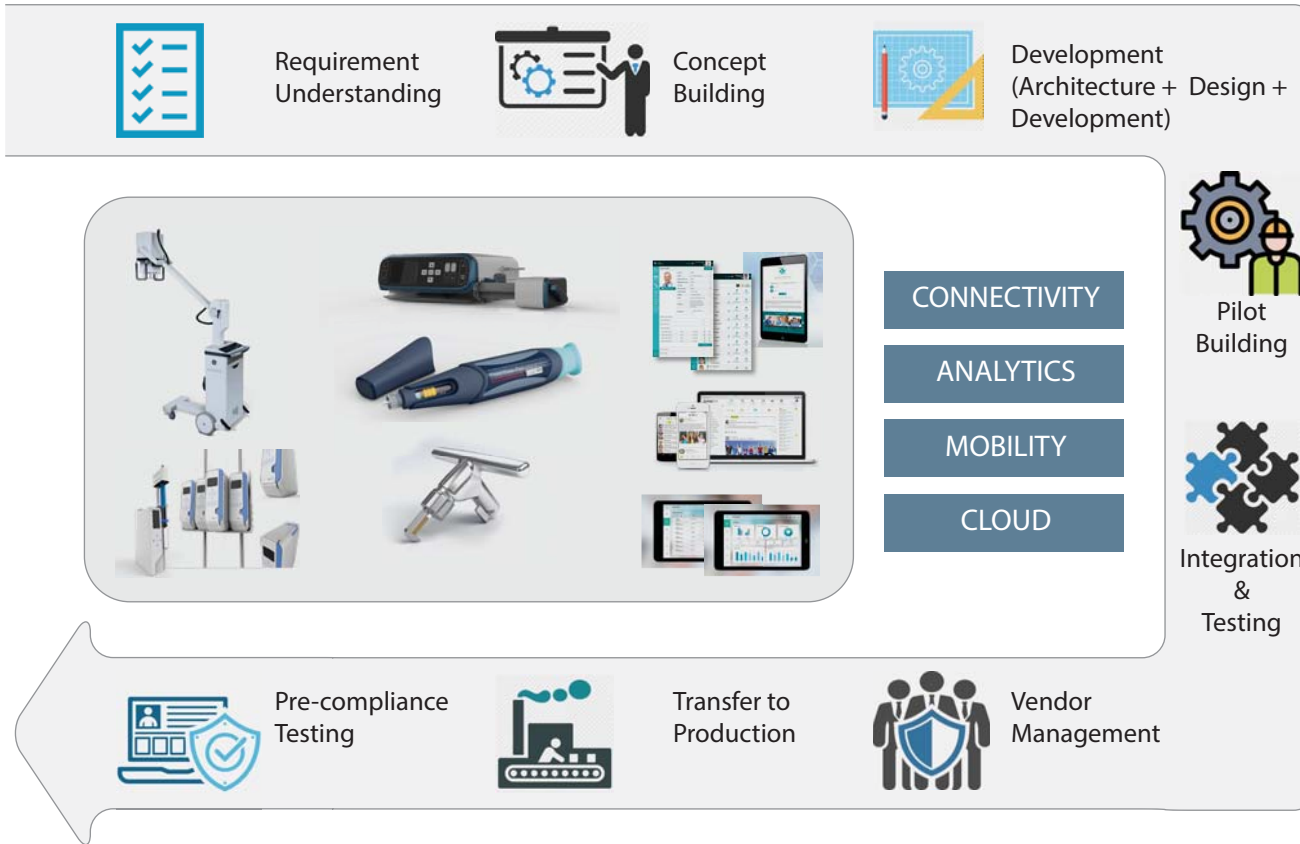 Requirement
Understanding
Concept
Building
Development
(Architecture + Design +
Development)
Pilot
Building
CONNECTIVITY
ANALYTICS
MOBILITY
CLOUD
Integration
&
Testing
Pre-compliance
Testing
Transfer to
Production
Vendor
Management